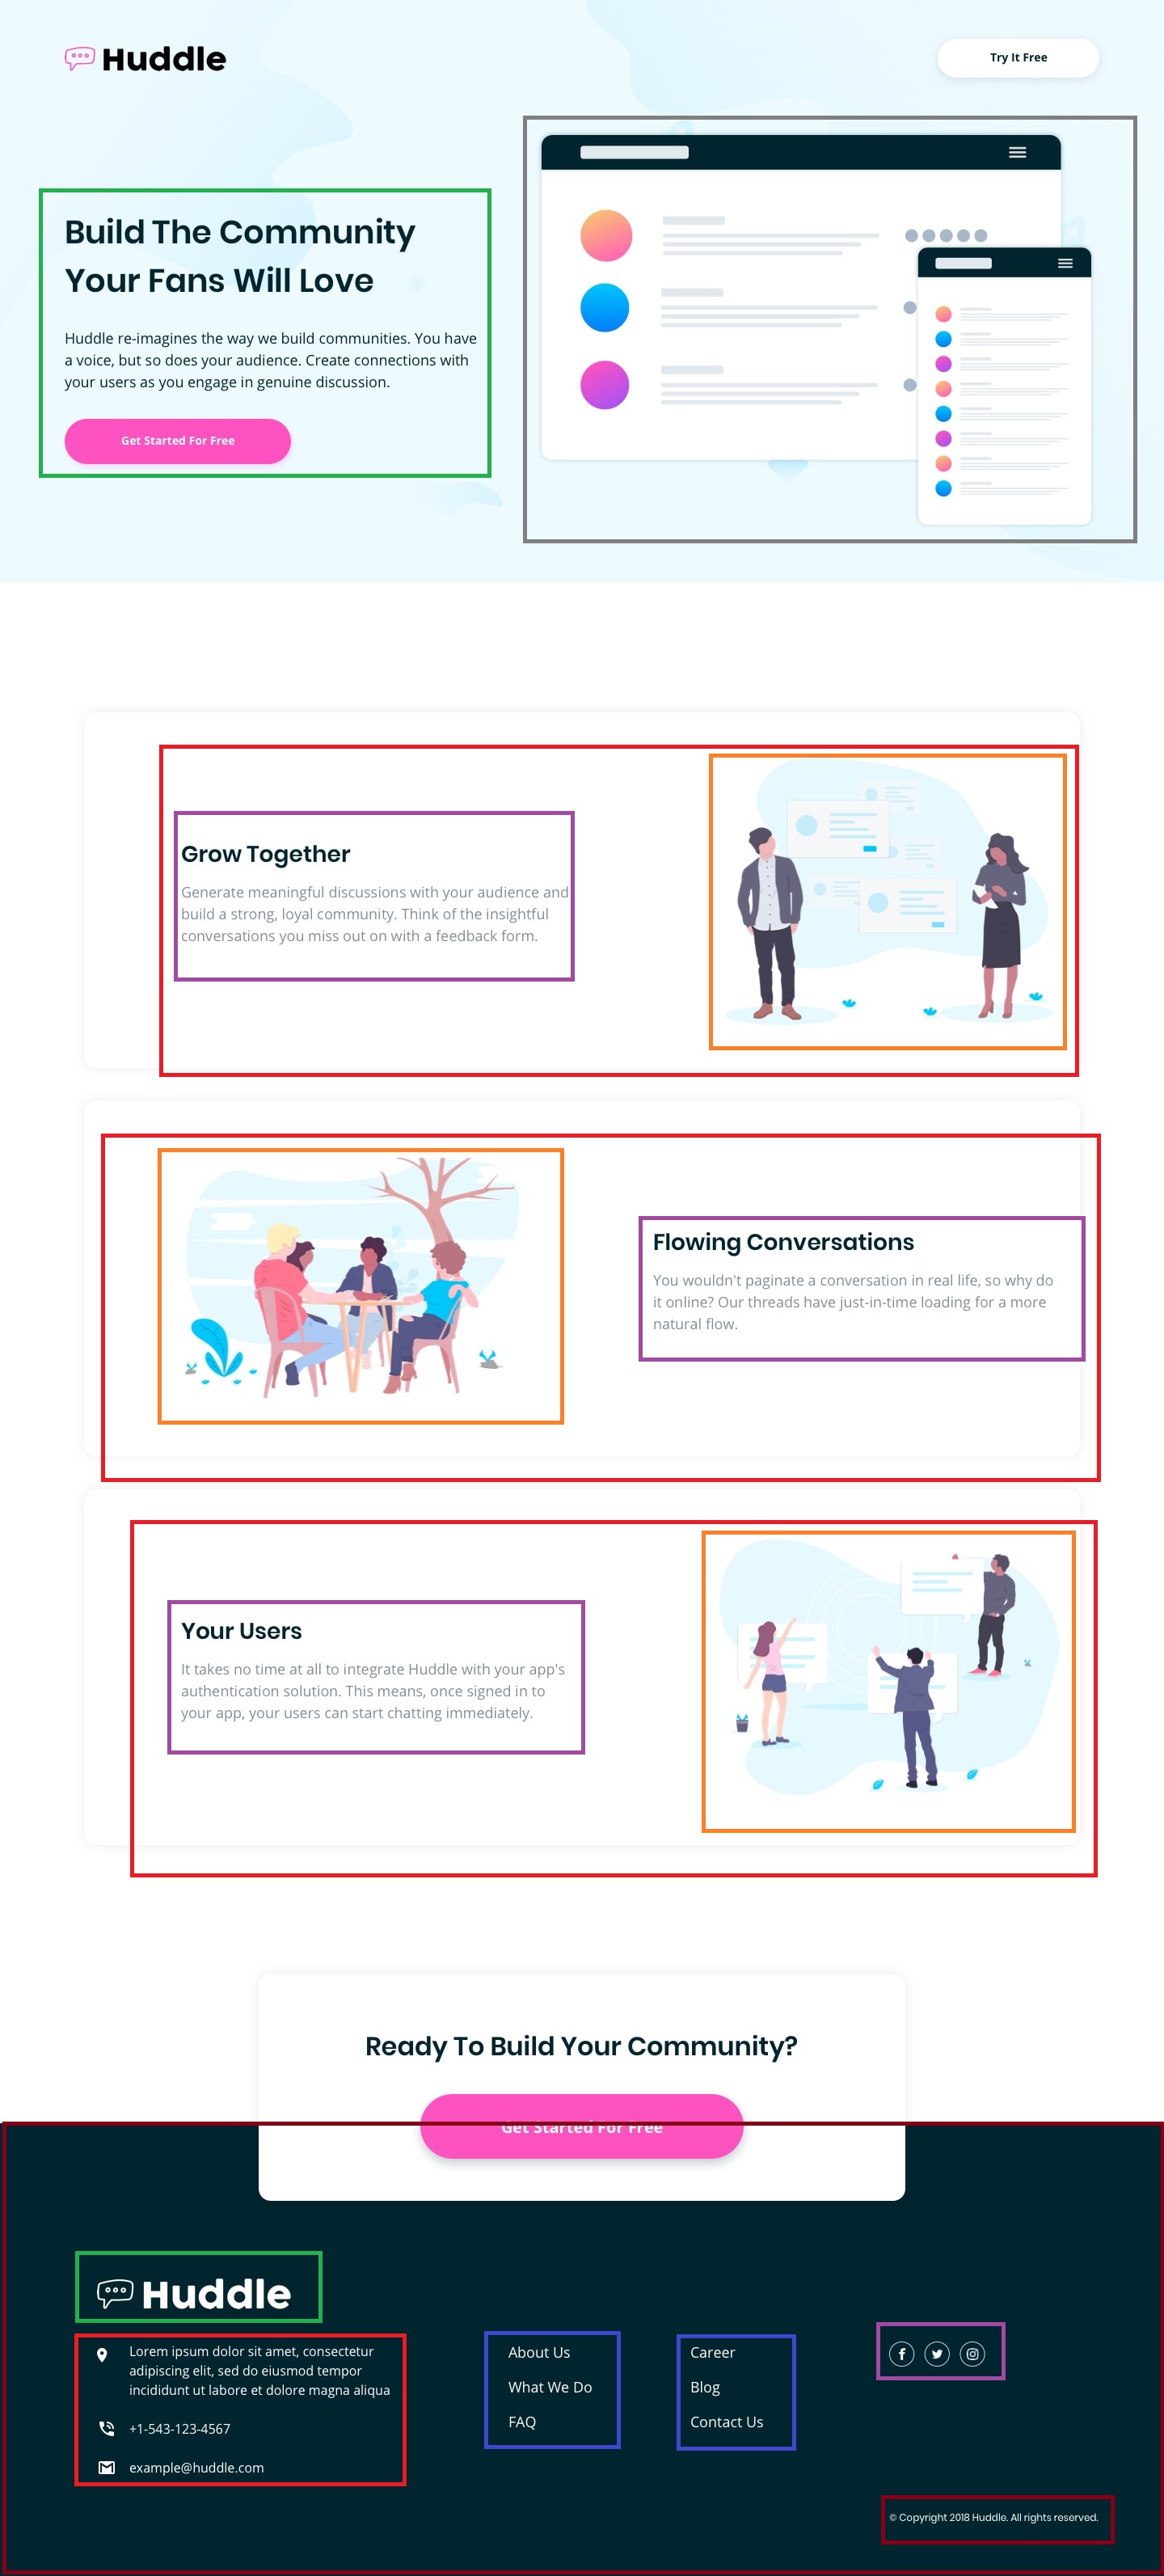 Huddle
Try It Free
Build The Community
Your Fans Will Love
Huddle re-imagines the way we build communities. You have
a voice, but so does your audience. Create connections with
your users as you engage in genuine discussion.
Get Started For Free
Grow Together
Generate meaningful discussions with your audience and
build a strong, loyal community. Think of the insightful
conversations you miss out on with a feedback form.
Flowing Conversations
You wouldn't paginate a conversation in real life, so why do
it online? Our threads have just-in-time loading for a more
natural flow.
Your Users
It takes no time at all to integrate Huddle with your app's
authentication solution. This means, once signed in to
your app, your users can start chatting immediately.
Ready To Build Your Community?
Get Started For Free
Huddle
Lorem ipsum dolor sit amet, consectetur
adipiscing elit, sed do eiusmod tempor
incididunt ut labore et dolore magna aliqua
+1-543-123-4567
example@huddle.com
About Us
What We Do
FAQ
Career
Blog
Contact Us
© Copyright 2018 Huddle. All rights reserved.